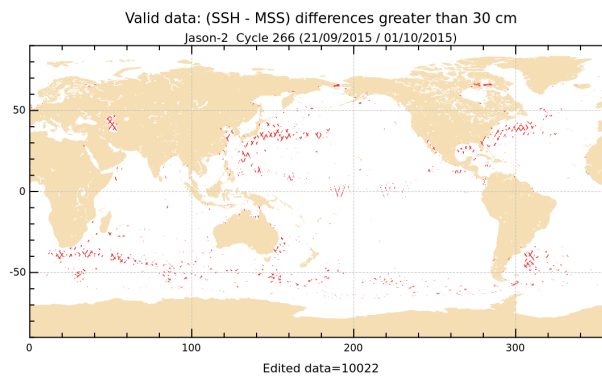 Valid data: (SSH - MSS) differences greater than 30 cm
Jason-2 Cycle 266 (21/09/2015 / 01/10/2015)
50
0
-50
0 100 200 300
Edited data=10022